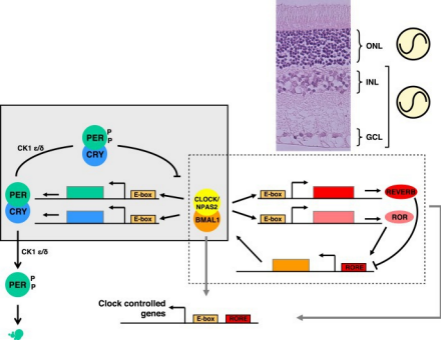 ONL
INL
GCL
PER
P
P
CRY
CK1 ε/δ
PER
CRY
E-box
E-box
CLOCK/
NPAS2
BMAL1
E-box
E-box
REVERB
ROR
RORE
CK1 ε/δ
PER
P
P
Clock controlled
genes
E-box
RORE